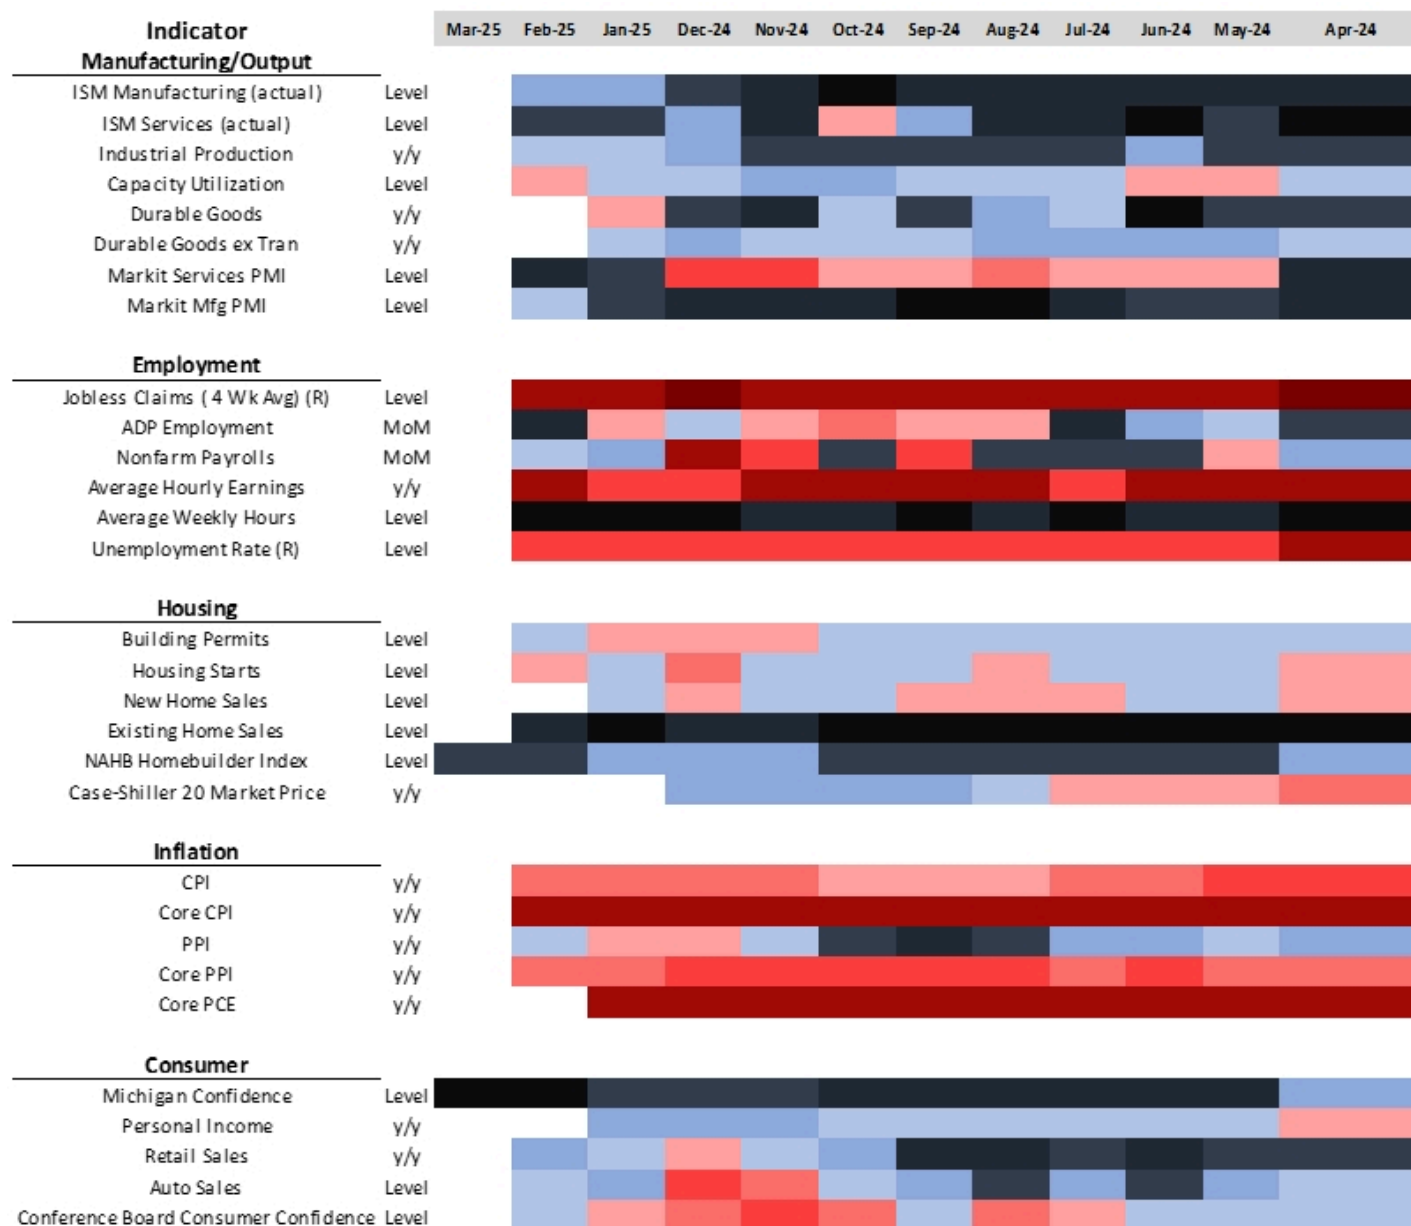 Indicator Mar-25 Feb-25 Jan-25 Dec-24 Nov-24 Oct-24 Sep-24 Aug-24 Jul-24 Jun-24 May-24 Apr-24
Manufacturing/Output
ISM Manufacturing (actual) Level
ISM Services (actual) Level
Industrial Production y/y
Capacity Utilization Level
Durable Goods y/y
Durable Goods ex Tran y/y
Markit Services PMI Level
Markit Mfg PMI Level
Employment
Jobless Claims ( 4 Wk Avg) (R) Level
ADP Employment MoM
Nonfarm Payrolls MoM
Average Hourly Earnings y/y
Average Weekly Hours Level
Unemployment Rate (R) Level
Housing
Building Permits Level
Housing Starts Level
New Home Sales Level
Existing Home Sales Level
NAHB Homebuilder Index Level
Case-Shiller 20 Market Price y/y
Inflation
CPI y/y
Core CPI y/y
PPI y/y
Core PPI y/y
Core PCE y/y
Consumer
Michigan Confidence Level
Personal Income y/y
Retail Sales y/y
Auto Sales Level
Conference Board Consumer Confidence Level